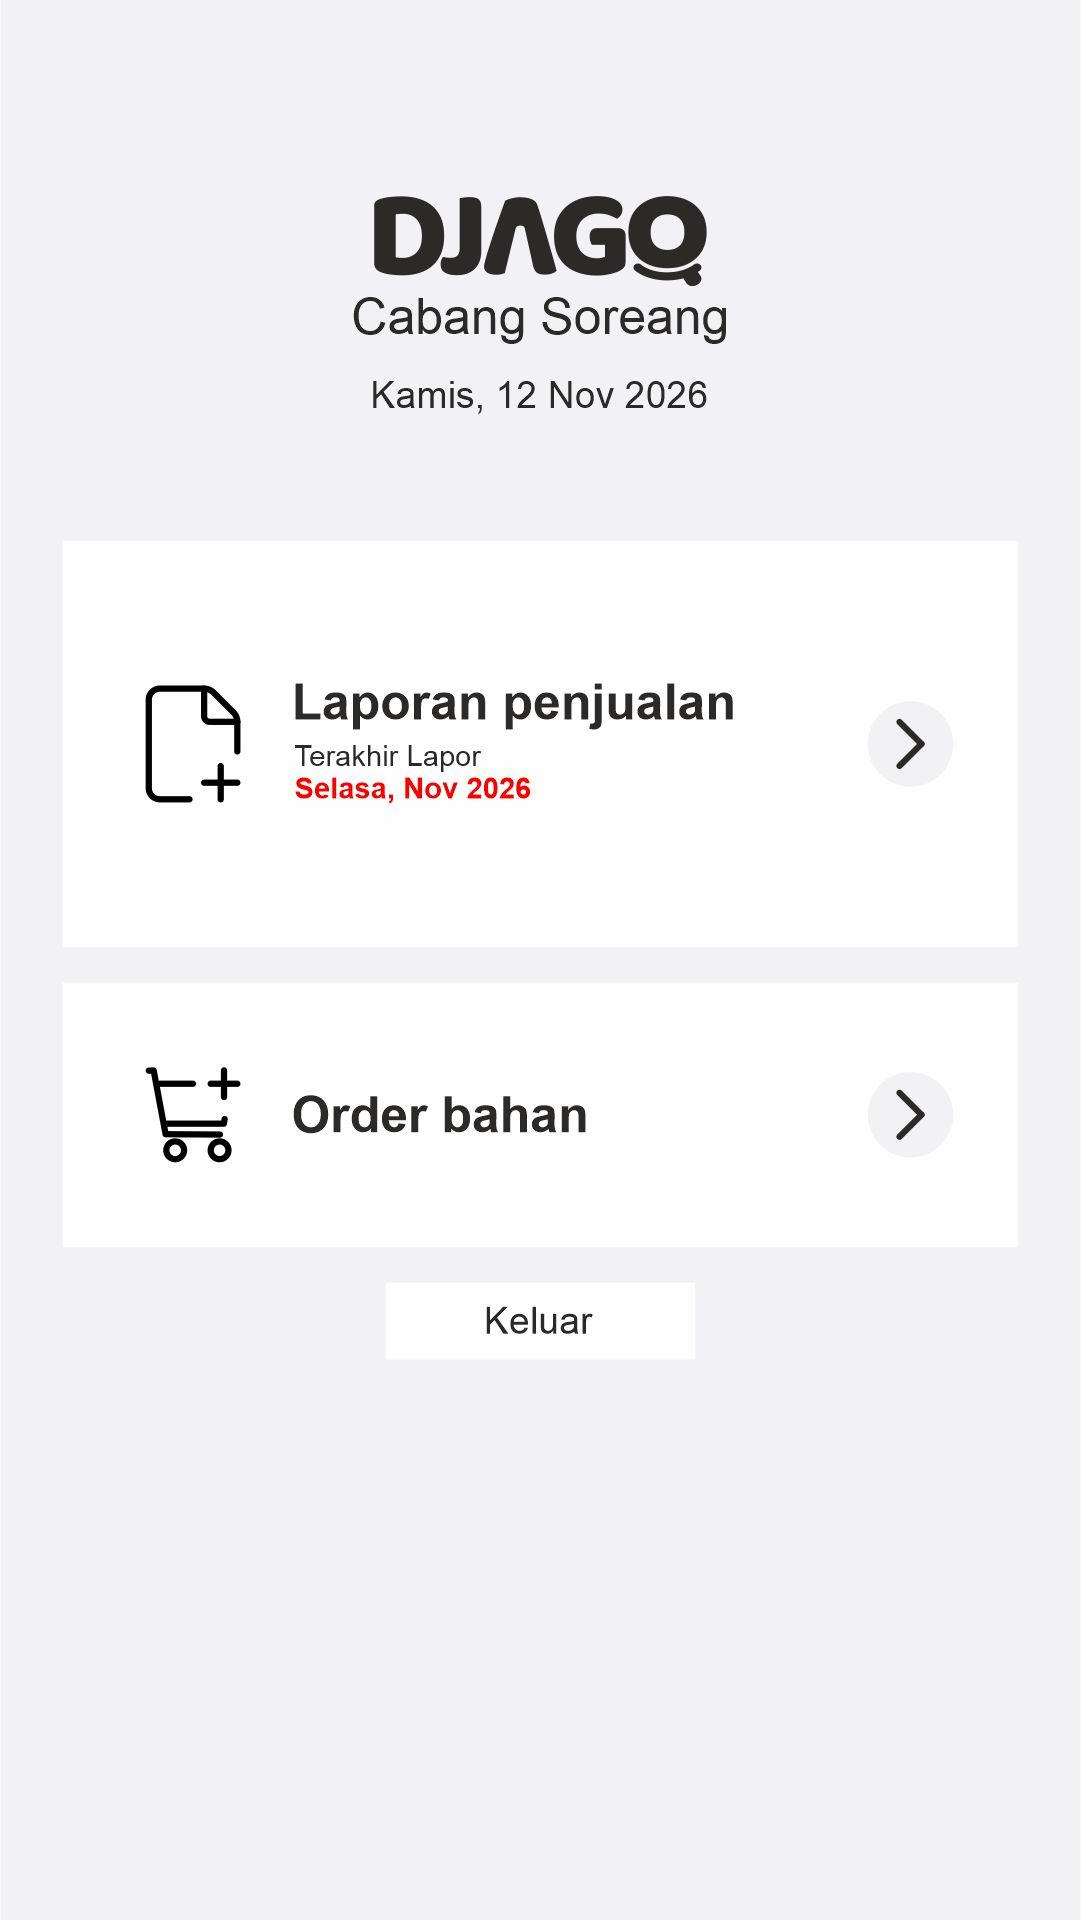 DJAGO
Cabang Soreang
Kamis, 12 Nov 2026
Laporan penjualan
Terakhir Lapor
Selasa, Nov 2026
Order bahan
Keluar